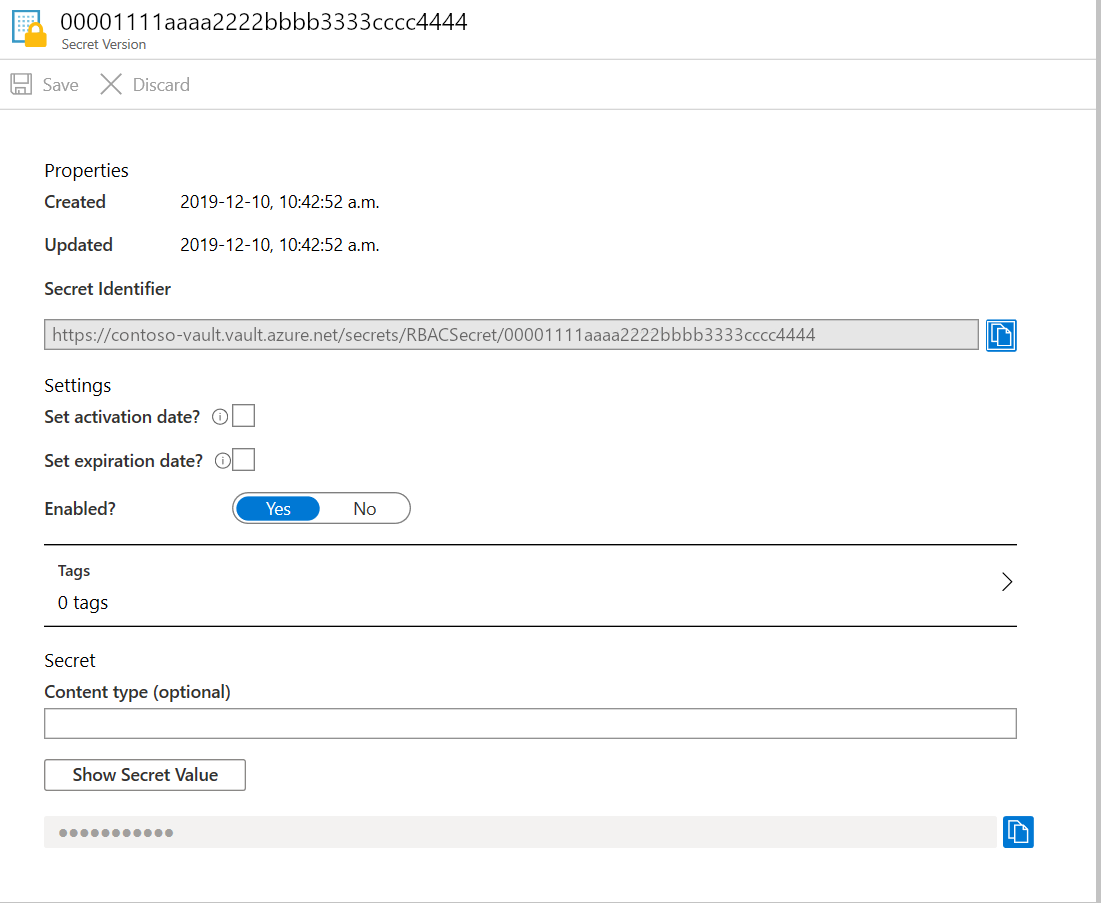 00001111aaaa2222bbbb3333cccc4444
Secret Version
Save Discard
Properties
Created 2019-12-10, 10:42:52 a.m.
Updated 2019-12-10, 10:42:52 a.m.
Secret Identifier
https://contoso-vault.vault.azure.net/secrets/RBACSecret/00001111aaaa2222bbbb3333cccc4444
Settings
Set activation date?
Set expiration date?
Enabled? Yes No
Tags
0 tags
Secret
Content type (optional)
Show Secret Value
●●●●●●●●●●●